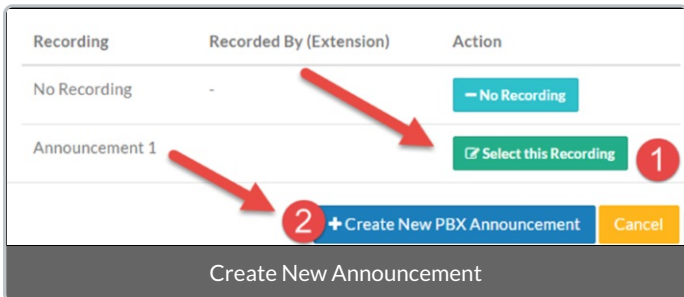 Recording Recorded By (Extension) Action
No Recording - No Recording
Announcement 1 Select this Recording 1
2 + Create New PBX Announcement Cancel
Create New Announcement